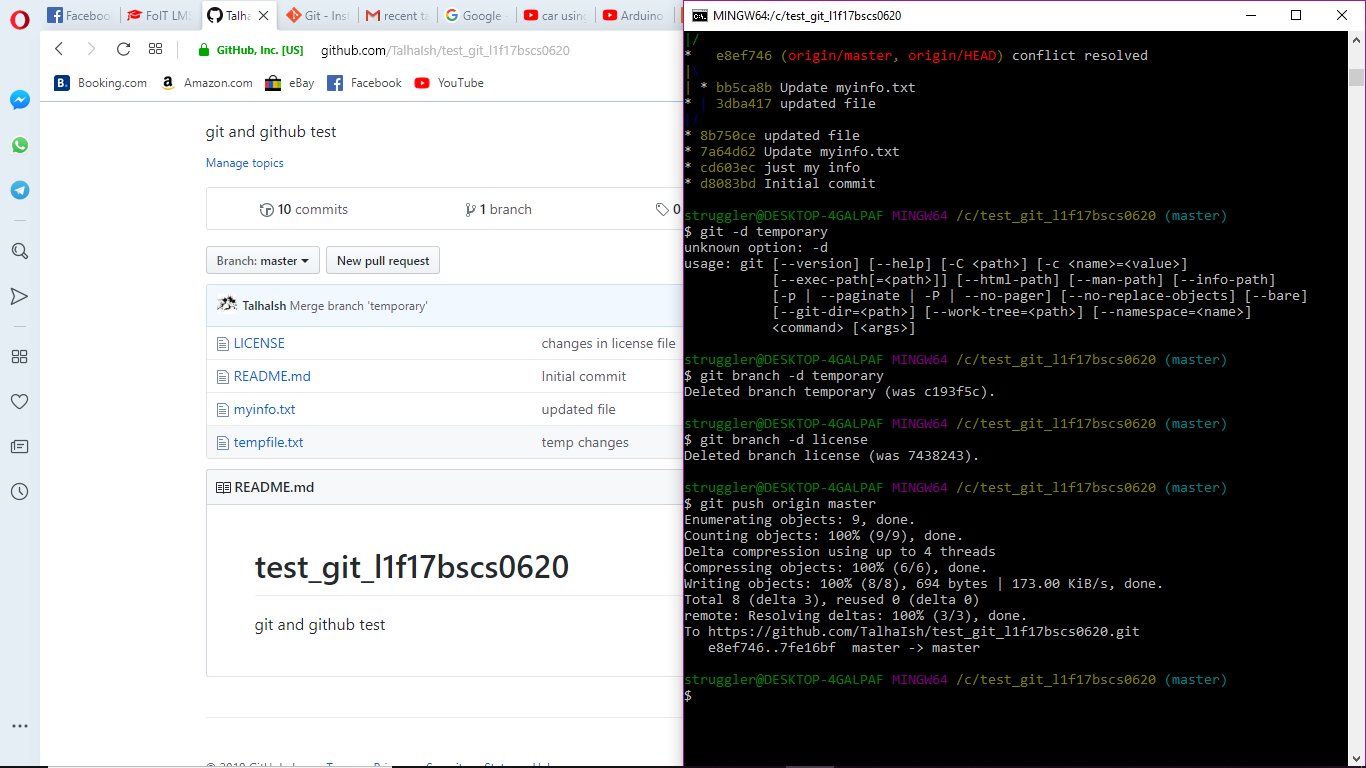 Faceboo
FoIT LMS
Talha
Git - Inst
recent ta
Google -
car using
Arduino
GitHub, Inc. [US]
github.com/TalhaIsh/test_git_l1f17bscs0620
B.
Booking.com
a
Amazon.com
eBay
Facebook
YouTube
git and github test
Manage topics
10 commits
1 branch
0
Branch: master
New pull request
TalhaIsh Merge branch 'temporary'
LICENSE changes in license file
README.md Initial commit
myinfo.txt updated file
tempfile.txt temp changes
README.md
test_git_l1f17bscs0620
git and github test
MINGW64:/c/test_git_l1f17bscs0620
|/
* e8ef746 (origin/master, origin/HEAD) conflict resolved
|\
| * bb5ca8b Update myinfo.txt
* | 3dba417 updated file
|/
* 8b750ce updated file
* 7a64d62 Update myinfo.txt
* cd603ec just my info
* d8083bd Initial commit
struggler@DESKTOP-4GALPAF MINGW64 /c/test_git_l1f17bscs0620 (master)
$ git -d temporary
unknown option: -d
usage: git [--version] [--help] [-C <path>] [-c <name>=<value>]
[--exec-path[=<path>]] [--html-path] [--man-path] [--info-path]
[-p | --paginate | -P | --no-pager] [--no-replace-objects] [--bare]
[--git-dir=<path>] [--work-tree=<path>] [--namespace=<name>]
<command> [<args>]
struggler@DESKTOP-4GALPAF MINGW64 /c/test_git_l1f17bscs0620 (master)
$ git branch -d temporary
Deleted branch temporary (was c193f5c).
struggler@DESKTOP-4GALPAF MINGW64 /c/test_git_l1f17bscs0620 (master)
$ git branch -d license
Deleted branch license (was 7438243).
struggler@DESKTOP-4GALPAF MINGW64 /c/test_git_l1f17bscs0620 (master)
$ git push origin master
Enumerating objects: 9, done.
Counting objects: 100% (9/9), done.
Delta compression using up to 4 threads
Compressing objects: 100% (6/6), done.
Writing objects: 100% (8/8), 694 bytes | 173.00 KiB/s, done.
Total 8 (delta 3), reused 0 (delta 0)
remote: Resolving deltas: 100% (3/3), done.
To https://github.com/TalhaIsh/test_git_l1f17bscs0620.git
e8ef746..7fe16bf master -> master
struggler@DESKTOP-4GALPAF MINGW64 /c/test_git_l1f17bscs0620 (master)
$